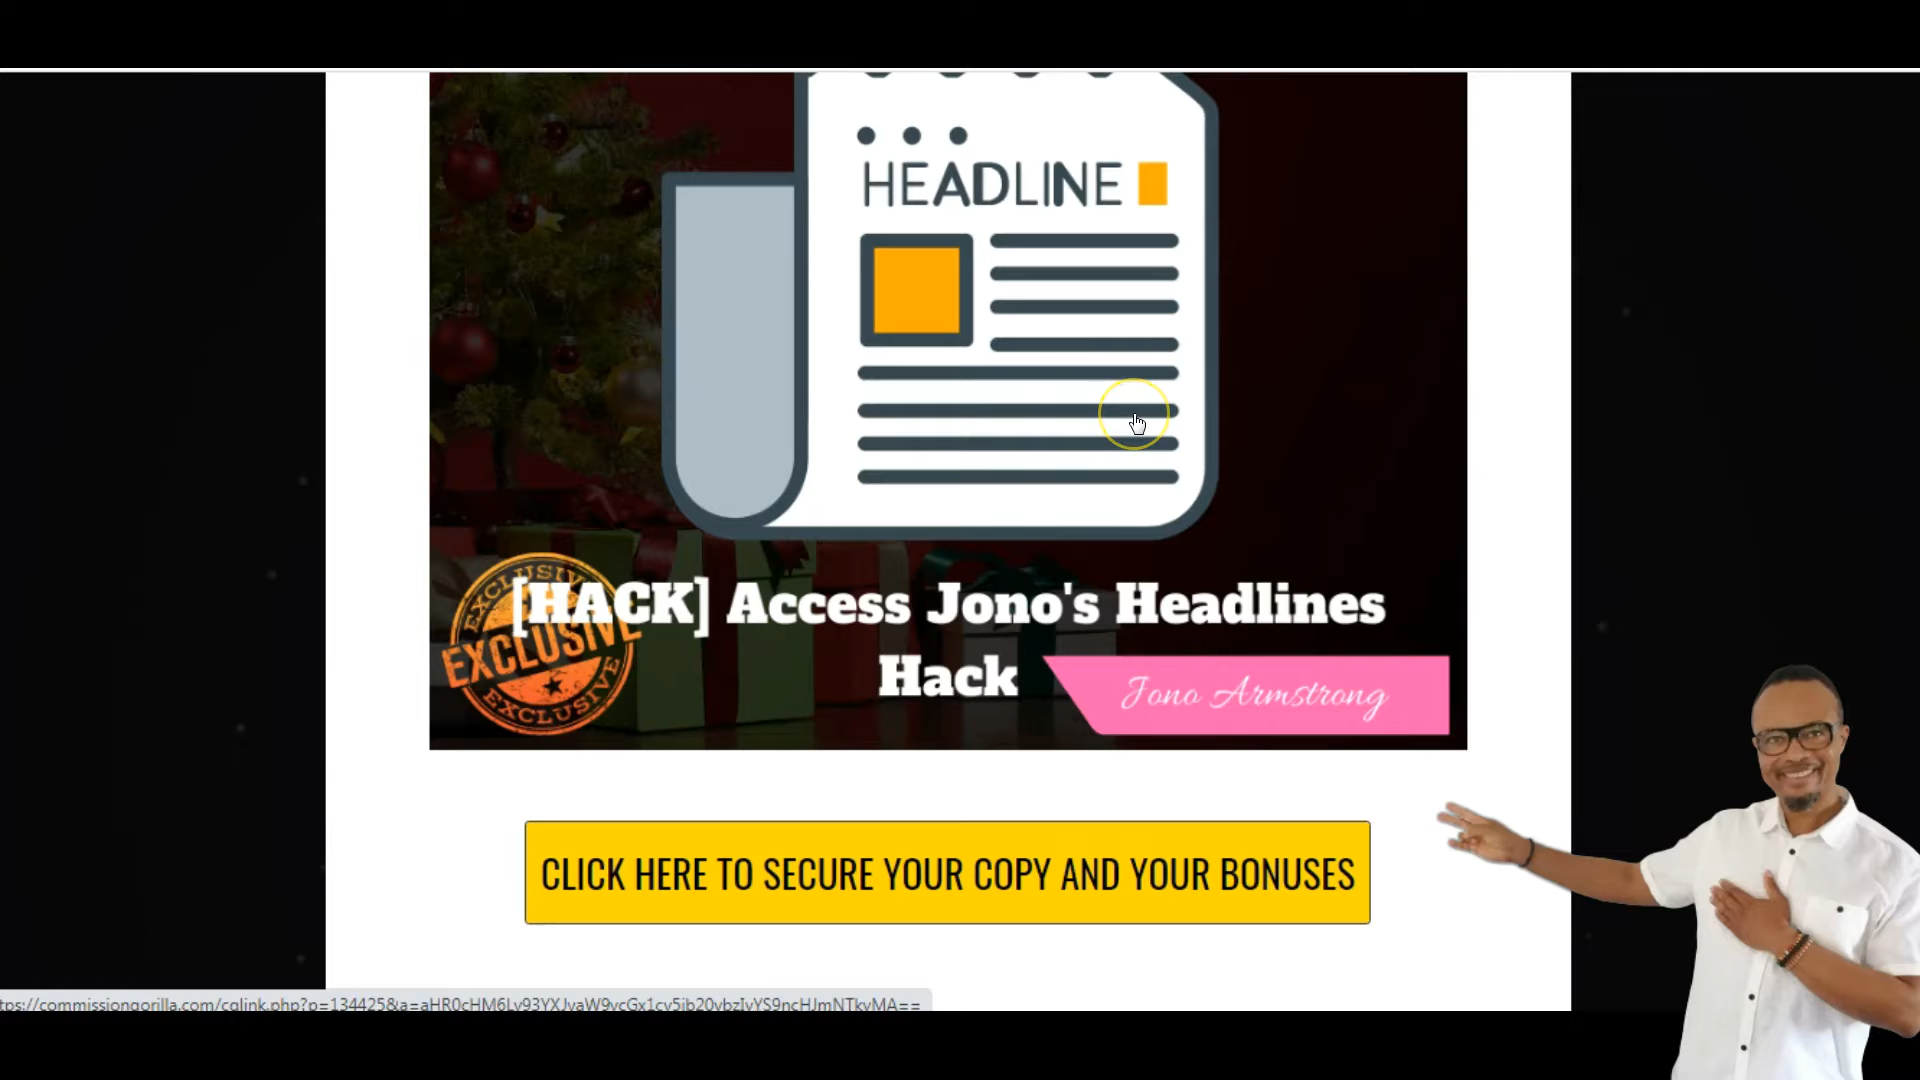 HEADLINE
[HACK] Access Jono's Headlines
Hack
EXCLUSIVE
EXCLUSIVE
EXCLUSIVE
Jono Armstrong
CLICK HERE TO SECURE YOUR COPY AND YOUR BONUSES